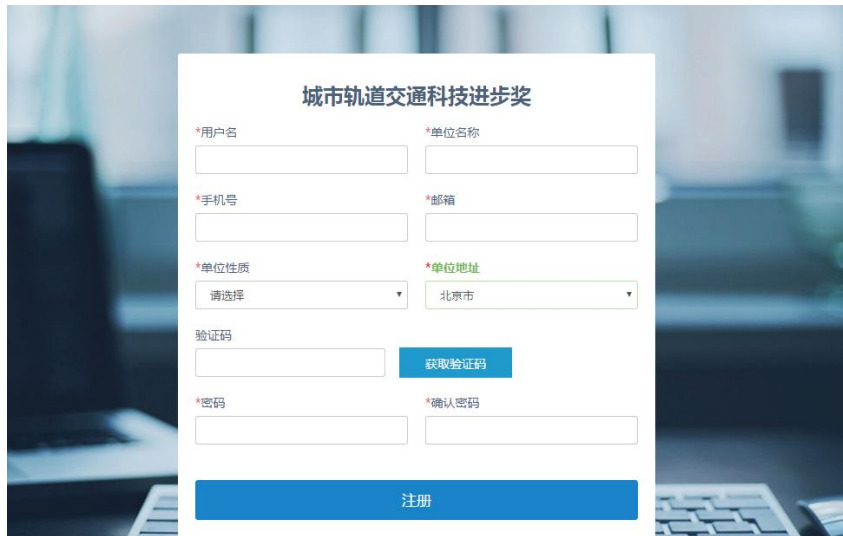 城市轨道交通科技进步奖
*用户名 *单位名称
*手机号 *邮箱
*单位性质 *单位地址
请选择 北京市
验证码
获取验证码
*密码 *确认密码
注册